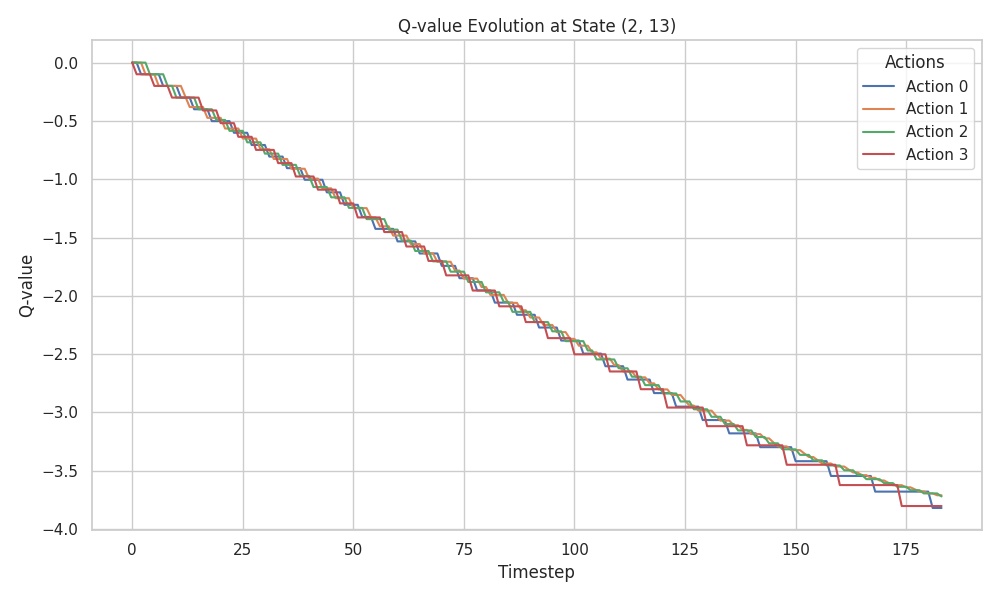 Q-value Evolution at State (2, 13)
Actions
Action 0
Action 1
Action 2
Action 3
Q-value
0.0
−0.5
−1.0
−1.5
−2.0
−2.5
−3.0
−3.5
−4.0
0
25
50
75
100
125
150
175
Timestep